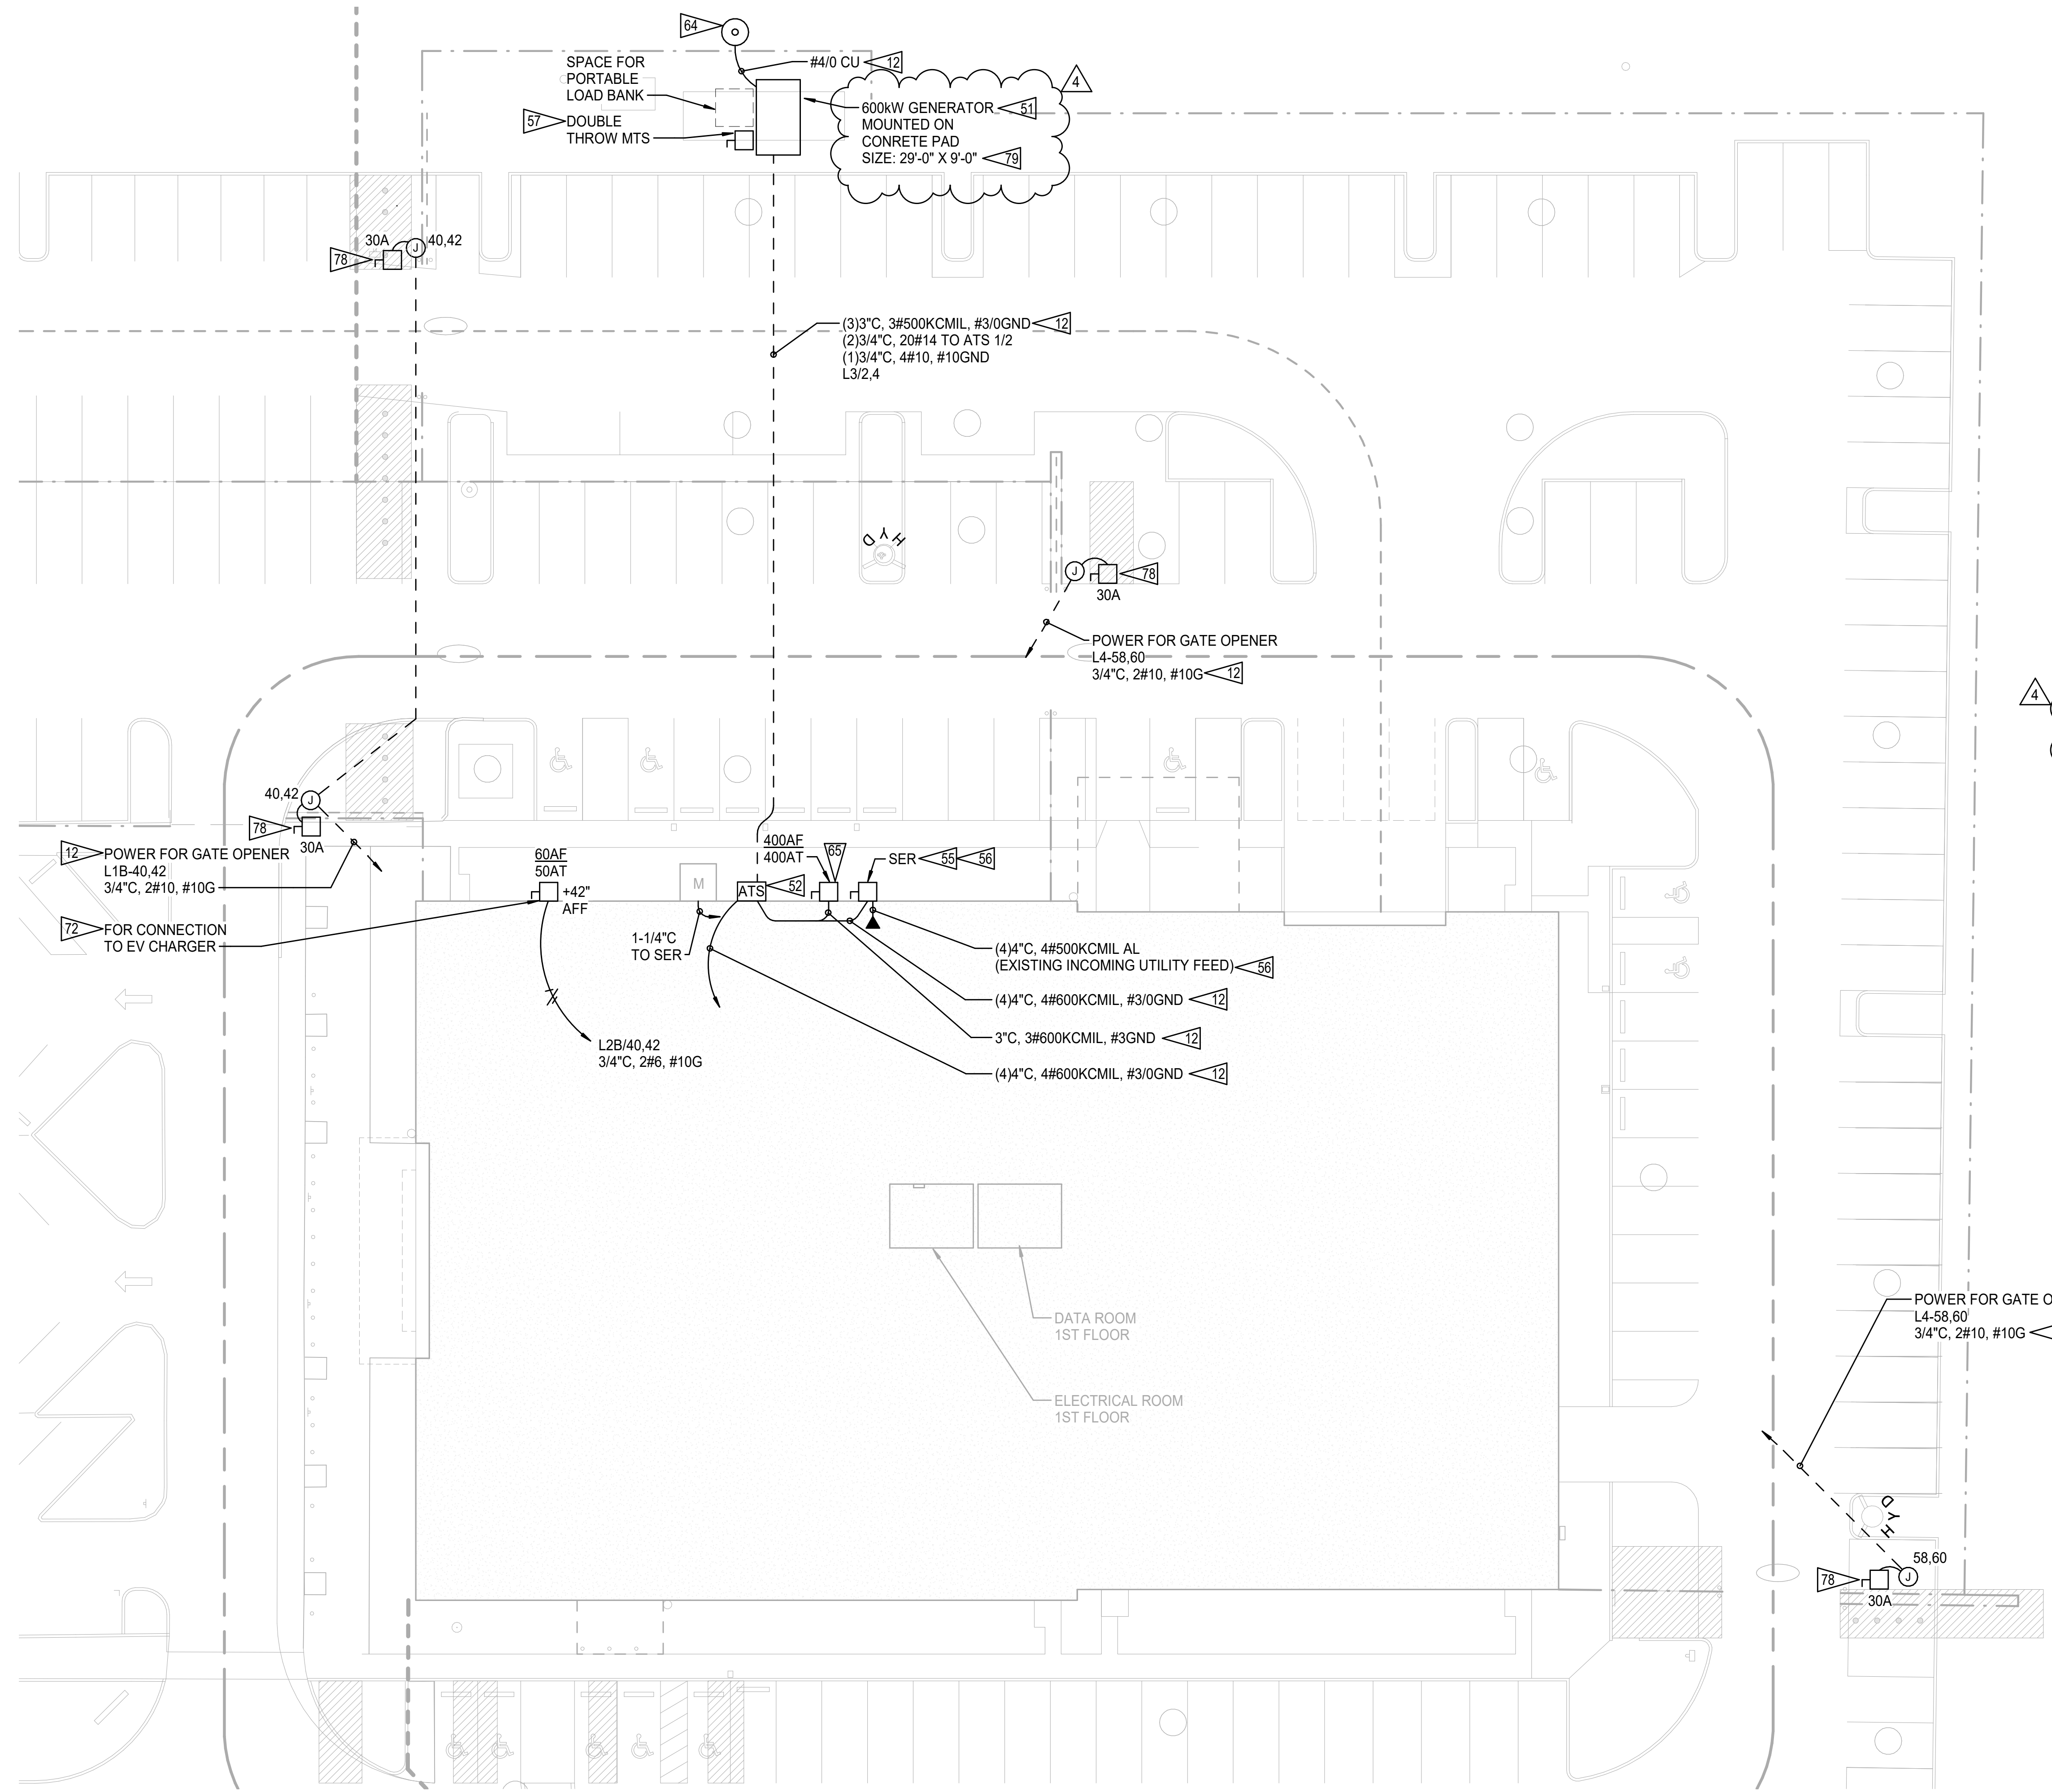 64
#4/0 CU 12
SPACE FOR
PORTABLE
LOAD BANK
57 DOUBLE
THROW MTS
4
600kW GENERATOR 51
MOUNTED ON
CONRETE PAD
SIZE: 29'-0" X 9'-0" 79
30A
40,42
78
J
(3)3"C, 3#500KCMIL, #3/0GND 12
(2)3/4"C, 20#14 TO ATS 1/2
(1)3/4"C, 4#10, #10GND
L3/2,4
HYD
J
78
30A
POWER FOR GATE OPENER
L4-58,60
3/4"C, 2#10, #10G 12
4
40,42
J
78
30A
12 POWER FOR GATE OPENER
L1B-40,42
3/4"C, 2#10, #10G
72 FOR CONNECTION
TO EV CHARGER
60AF
50AT
+42"
AFF
M
ATS
52
400AF
400AT
65
SER 55 56
1-1/4"C
TO SER
(4)4"C, 4#500KCMIL AL
(EXISTING INCOMING UTILITY FEED) 56
(4)4"C, 4#600KCMIL, #3/0GND 12
3"C, 3#600KCMIL, #3GND 12
(4)4"C, 4#600KCMIL, #3/0GND 12
L2B/40,42
3/4"C, 2#6, #10G
DATA ROOM
1ST FLOOR
ELECTRICAL ROOM
1ST FLOOR
POWER FOR GATE O
L4-58,60
3/4"C, 2#10, #10G
HYD
58,60
J
78
30A